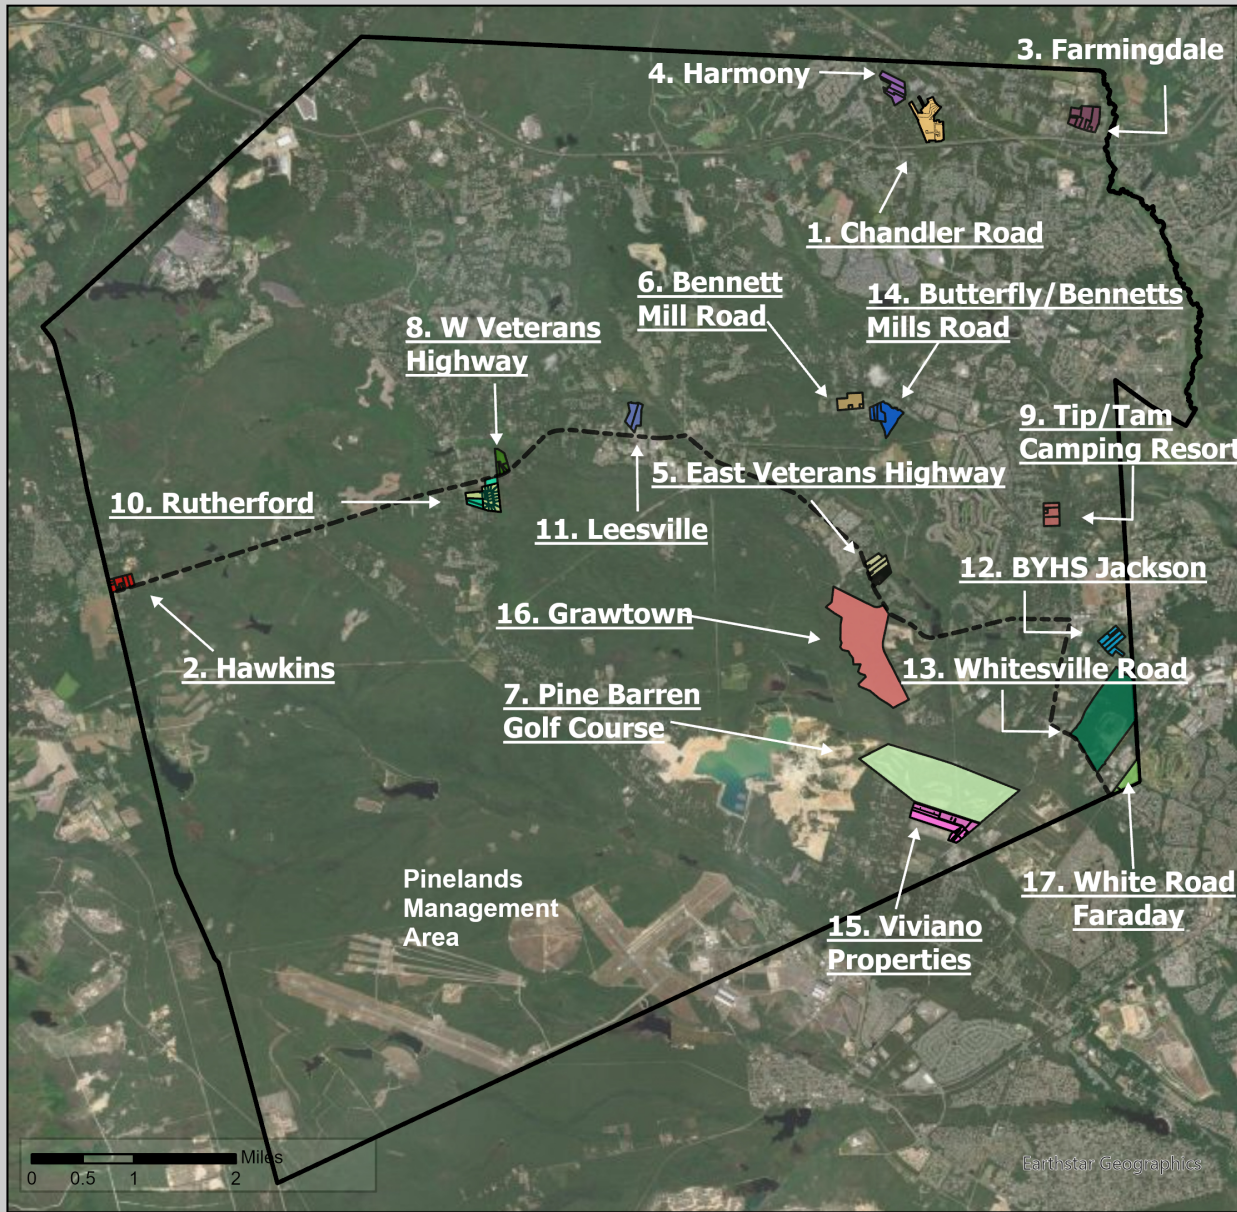 3. Farmingdale
4. Harmony
1. Chandler Road
6. Bennett
Mill Road
14. Butterfly/Bennetts
Mills Road
8. W Veterans
Highway
9. Tip/Tam
Camping Resort
5. East Veterans Highway
10. Rutherford
11. Leesville
12. BYHS Jackson
16. Grawtown
2. Hawkins
13. Whitesville Road
7. Pine Barren
Golf Course
Pinelands
Management
Area
17. White Road
Faraday
15. Viviano
Properties
Miles
0 0.5 1 2
Earthstar Geographics